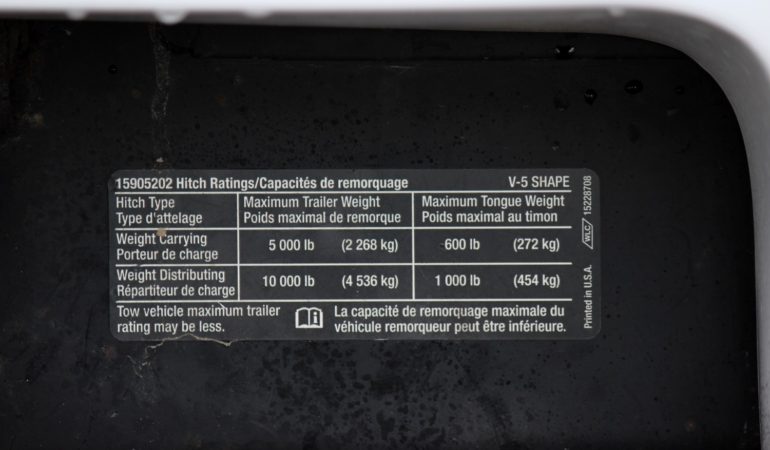 15905202 Hitch Ratings/Capacités de remorquage V-5 SHAPE
Hitch Type Maximum Trailer Weight Maximum Tongue Weight
Type d'attelage Poids maximal de remorque Poids maximal au timon
Weight Carrying
Porteur de charge 5 000 lb (2 268 kg) 600 lb (272 kg)
Weight Distributing
Répartiteur de charge 10 000 lb (4 536 kg) 1 000 lb (454 kg)
Tow vehicle maximum trailer
rating may be less.
La capacité de remorquage maximale du
véhicule remorqueur peut être inférieure.
Printed in U.S.A. WLC 15228708